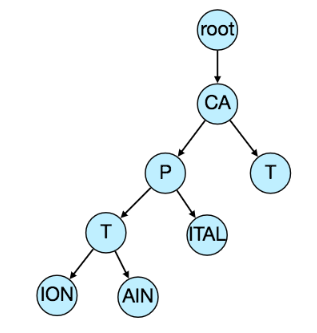 root
CA
P T
T ITAL
ION AIN